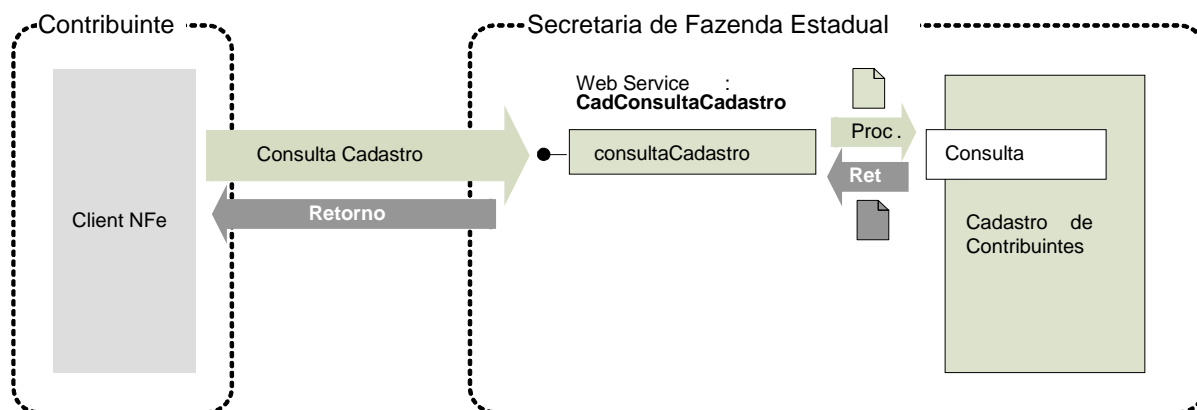 Contribuinte
Secretaria de Fazenda Estadual
Web Service :
CadConsultaCadastro
Consulta Cadastro
consultaCadastro
Proc .
Consulta
Ret
Retorno
Client NFe
Cadastro de
Contribuintes